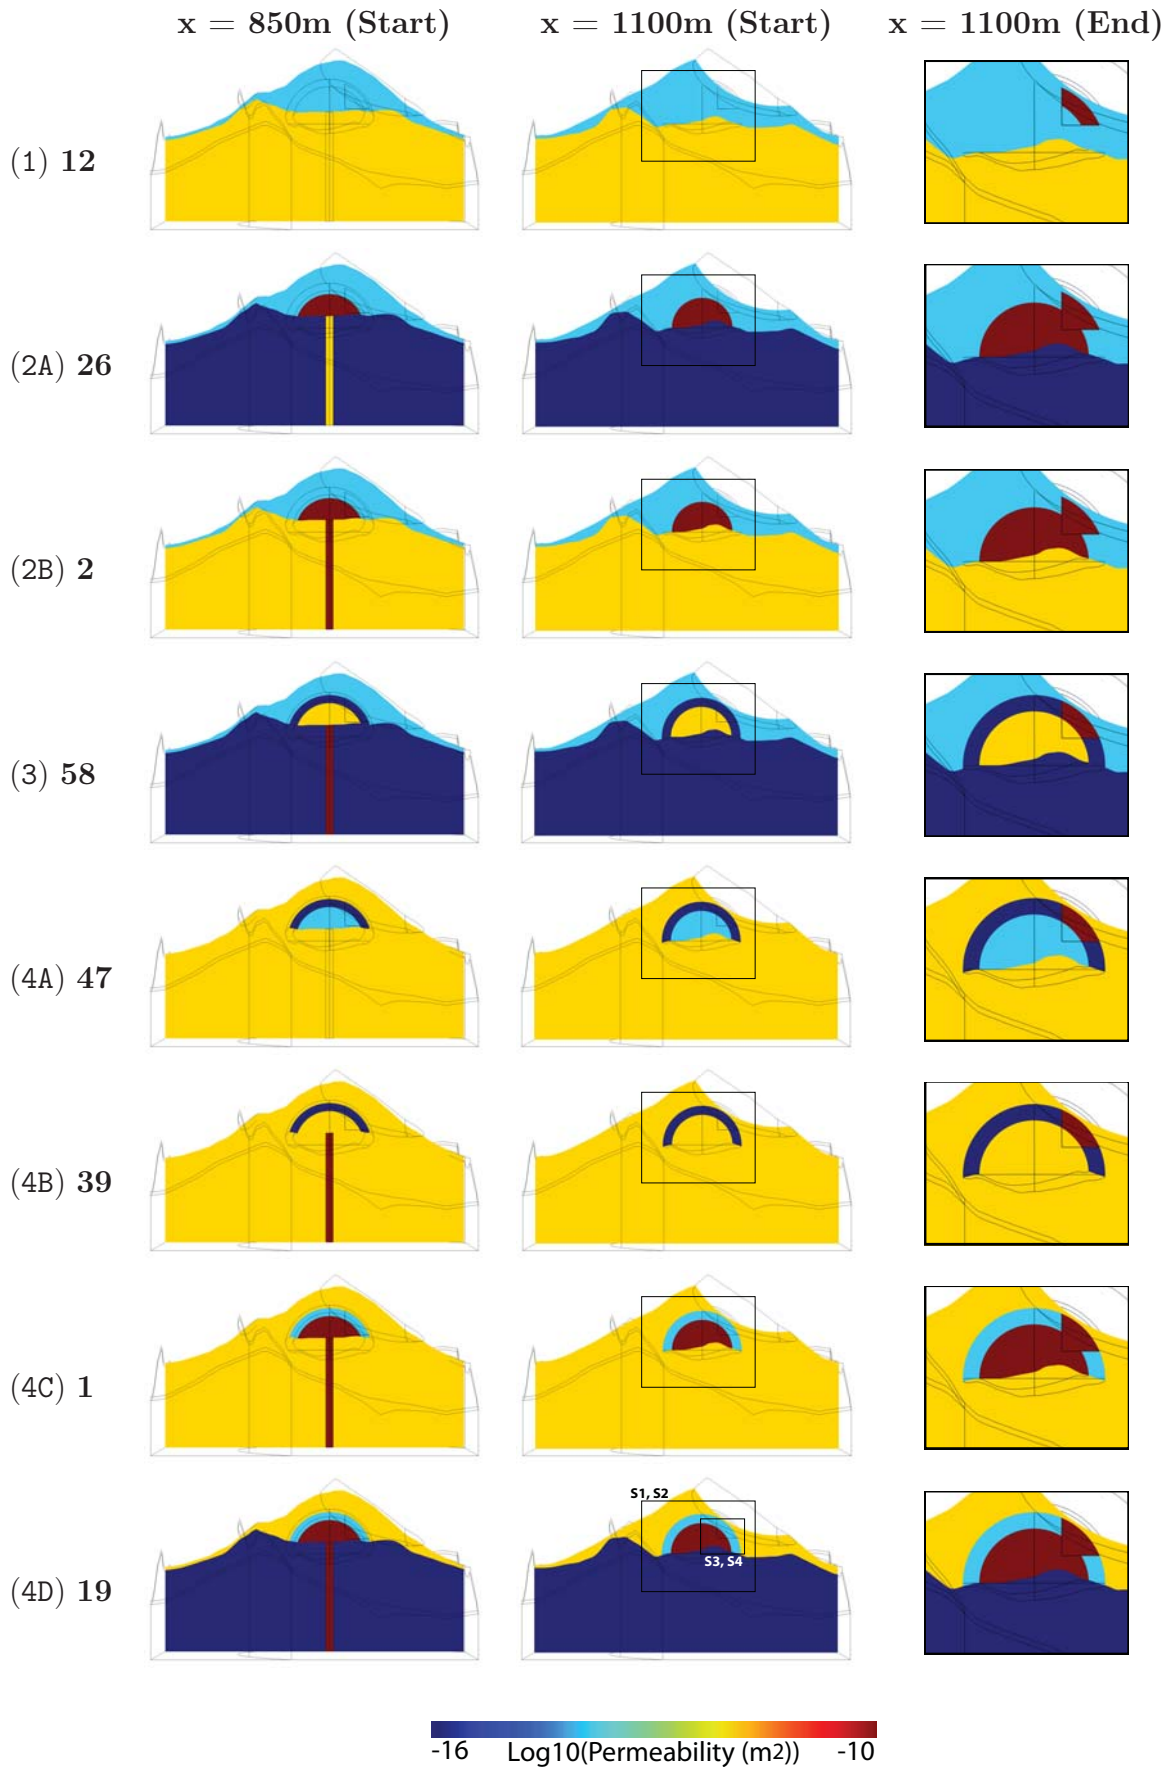 x = 850m (Start) x = 1100m (Start) x = 1100m (End)
(1) 12
(2A) 26
(2B) 2
(3) 58
(4A) 47
(4B) 39
(4C) 1
S1, S2
S3, S4
(4D) 19
-16 Log10(Permeability (m2)) -10